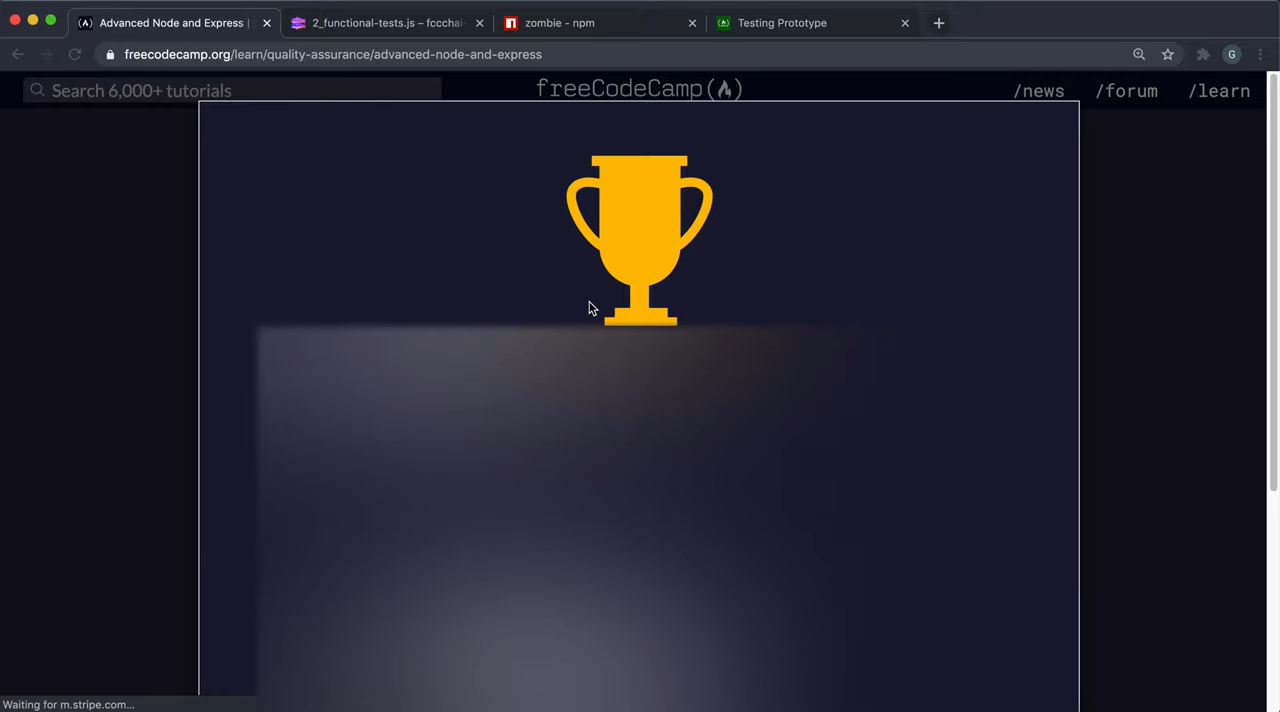 Advanced Node and Express |
2_functional-tests.js – fcccha
zombie - npm
Testing Prototype
freecodecamp.org/learn/quality-assurance/advanced-node-and-express
G
Search 6,000+ tutorials
freeCodeCamp
/news
/forum
/learn
Waiting for m.stripe.com...